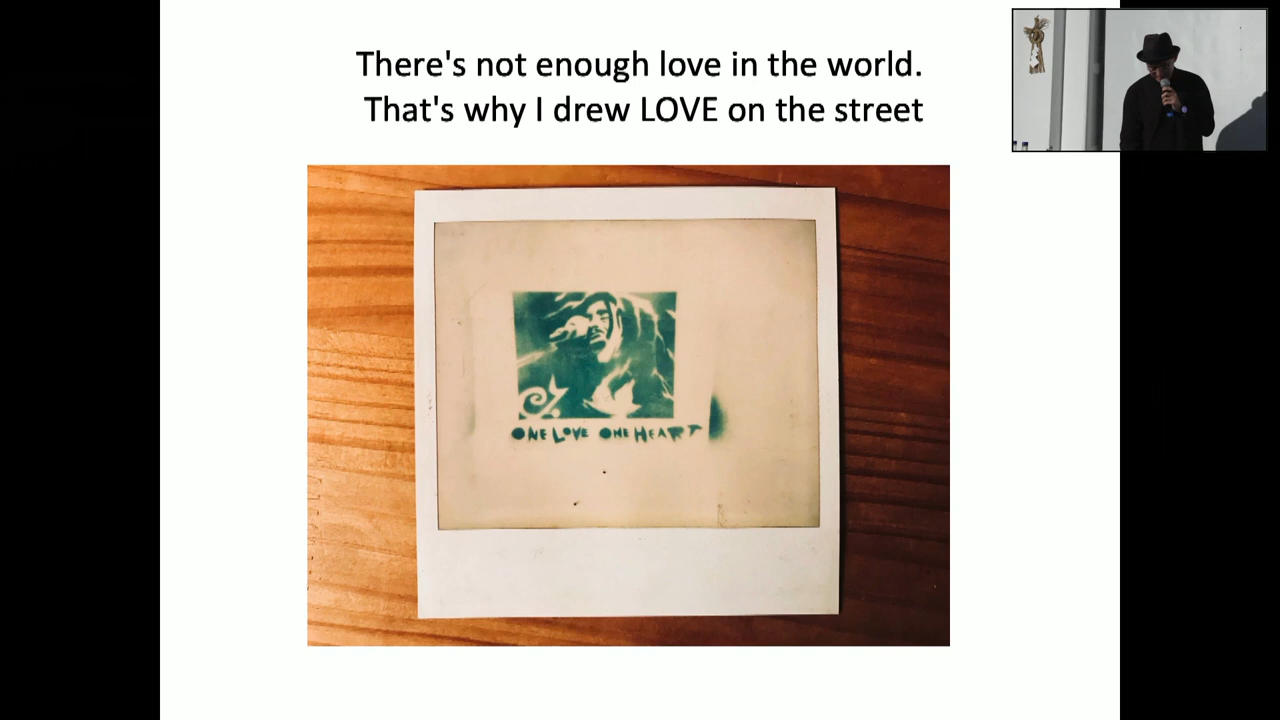 There's not enough love in the world.
That's why I drew LOVE on the street
ONE LOVE ONE HEART